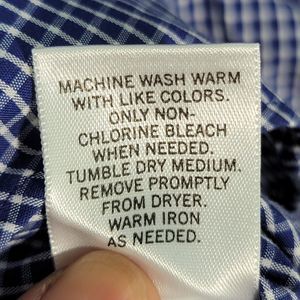 MACHINE WASH WARM
WITH LIKE COLORS.
ONLY NON-
CHLORINE BLEACH
WHEN NEEDED.
TUMBLE DRY MEDIUM.
REMOVE PROMPTLY
FROM DRYER.
WARM IRON
AS NEEDED.